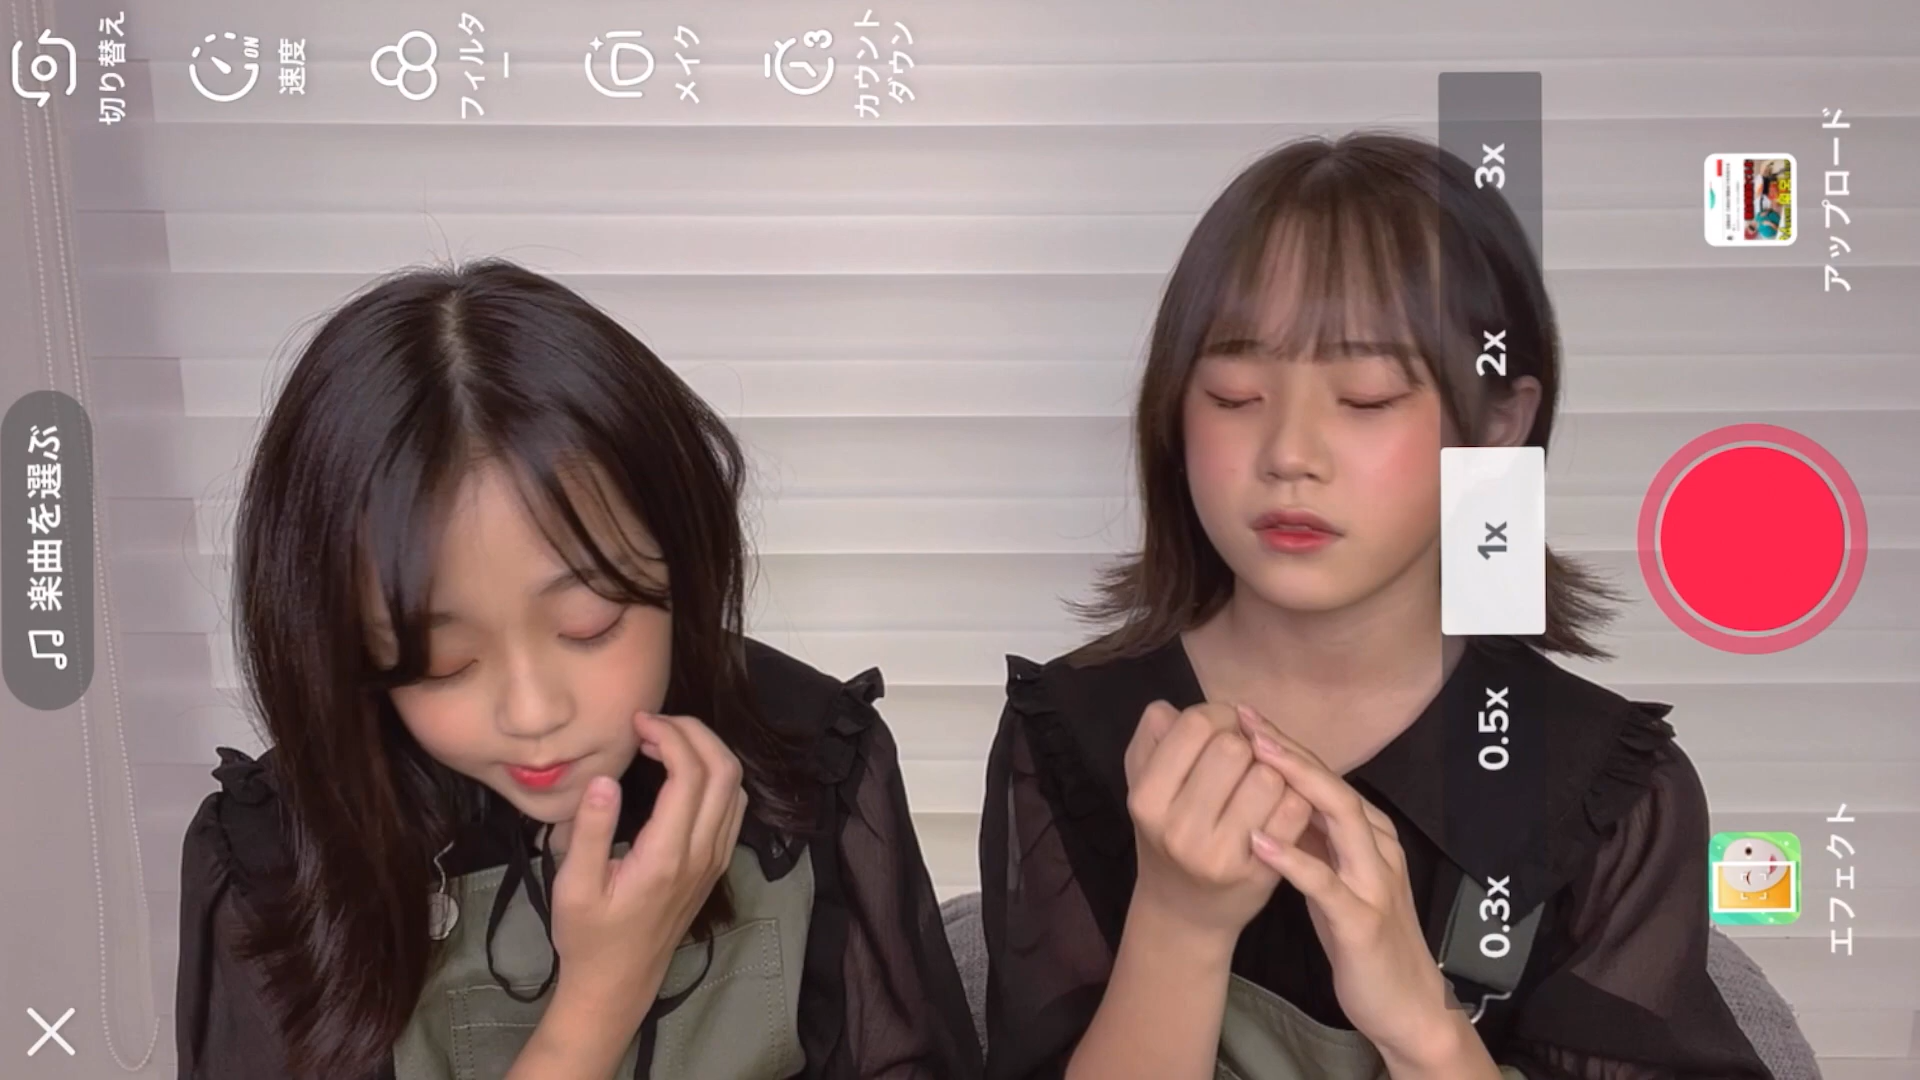 楽曲を選ぶ
切り替え
ON
速度
フィルタ
ー
メイク
3
カウント
ダウン
0.3x
0.5x
1x
2x
3x
エフェクト
アップロード